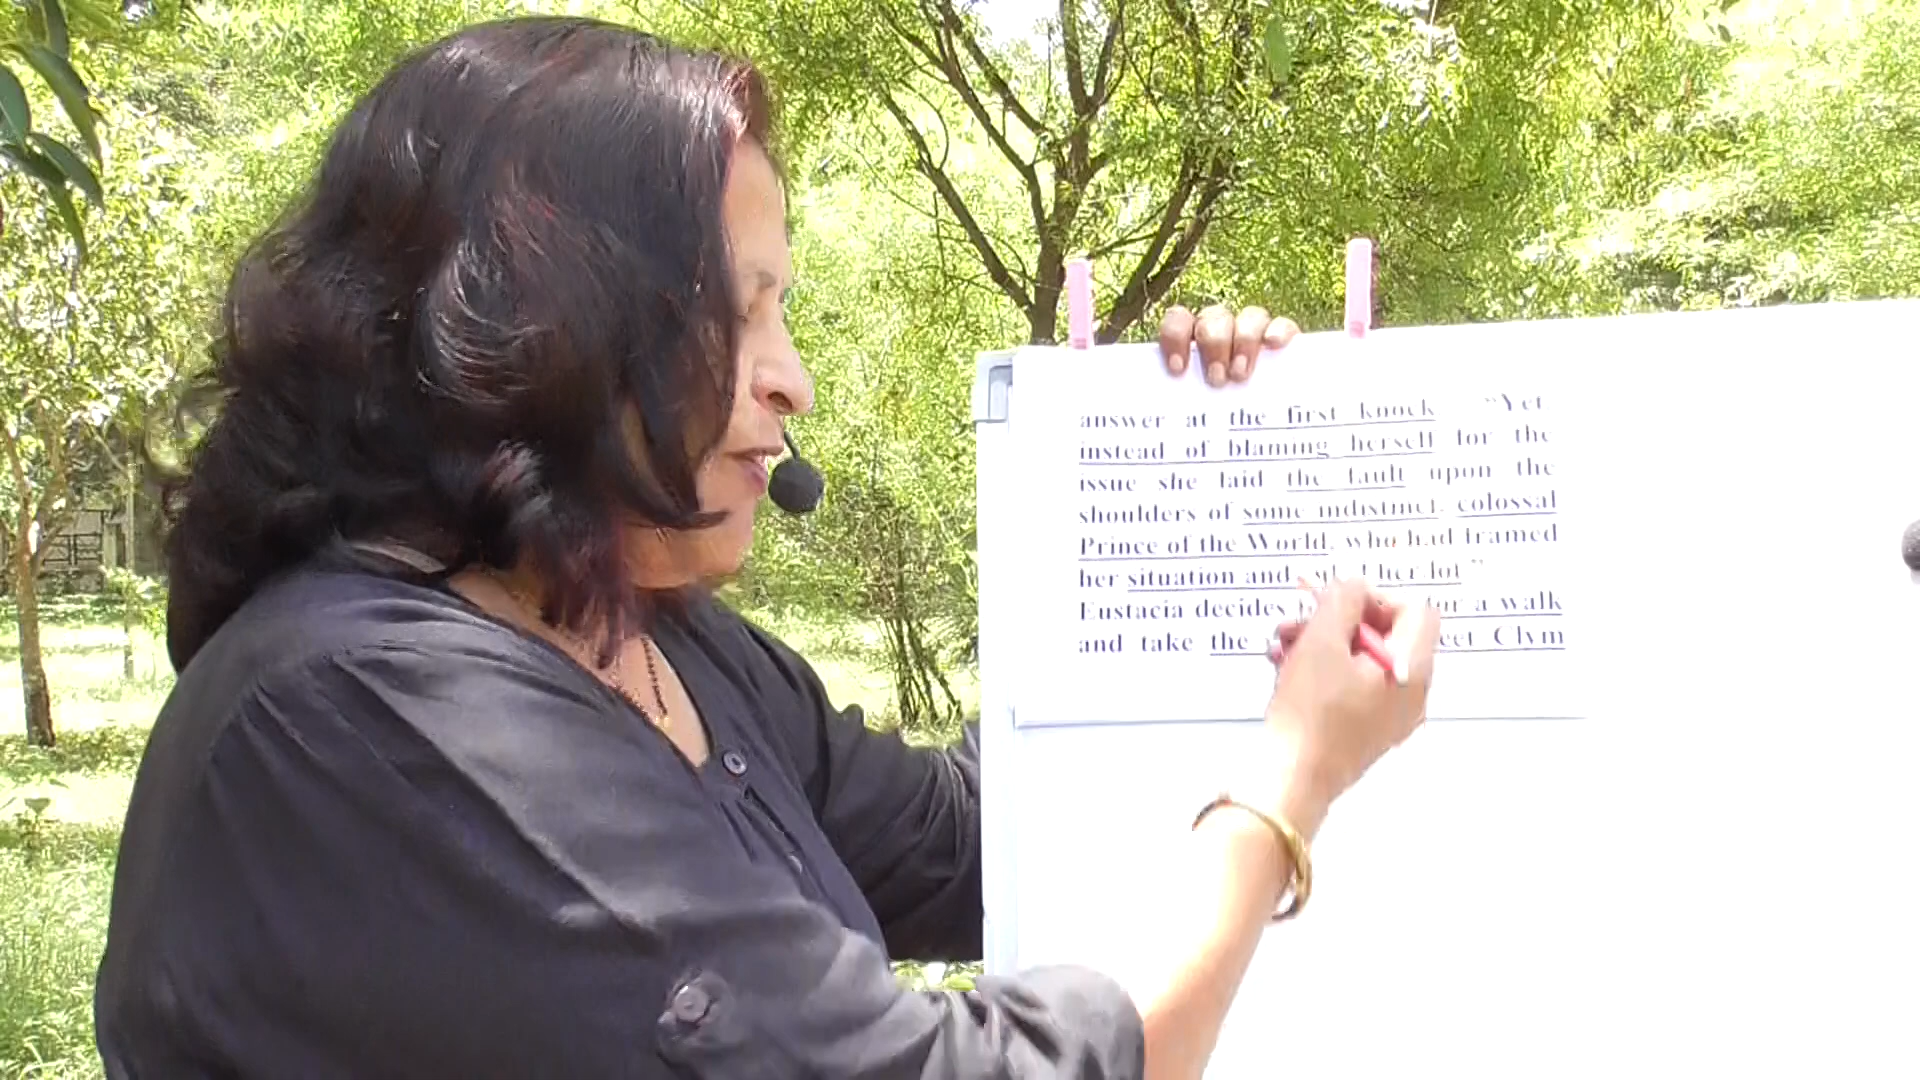 answer at the first knock "Yet
instead of blaming herself for the
issue she laid the fault upon the
shoulders of some indistinct, colossal
Prince of the World, who had framed
her situation and her lot."
Eustacia decides for a walk
and take the Clym